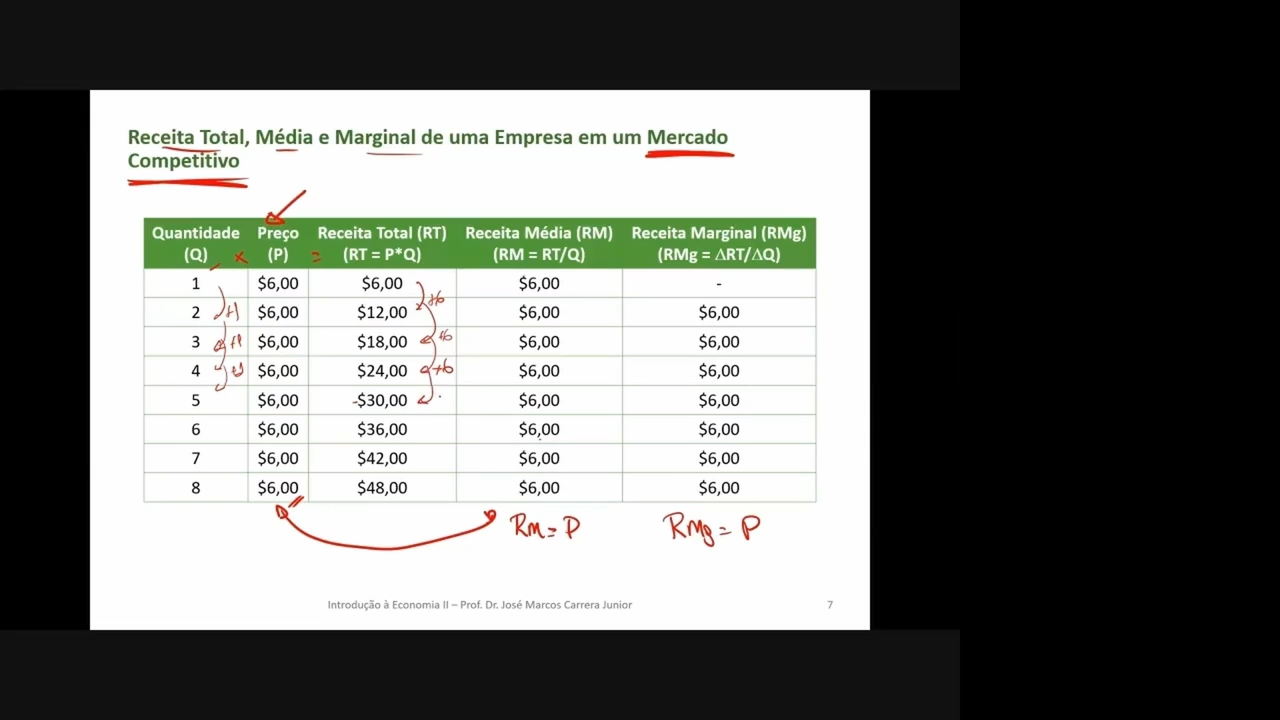 Receita Total, Média e Marginal de uma Empresa em um Mercado
Competitivo
Quantidade Preço Receita Total (RT) Receita Média (RM) Receita Marginal (RMg)
(Q) x (P) = (RT = P*Q) (RM = RT/Q) (RMg = ΔRT/ΔQ)
1 $6,00 $6,00 $6,00 -
2 $6,00 $12,00 $6,00 $6,00
3 $6,00 $18,00 $6,00 $6,00
4 $6,00 $24,00 $6,00 $6,00
5 $6,00 $30,00 $6,00 $6,00
6 $6,00 $36,00 $6,00 $6,00
7 $6,00 $42,00 $6,00 $6,00
8 $6,00 $48,00 $6,00 $6,00
+1 +6
+1 +6
+1 +6
RM = P RMg = P
Introdução à Economia II – Prof. Dr. José Marcos Carrera Junior 7